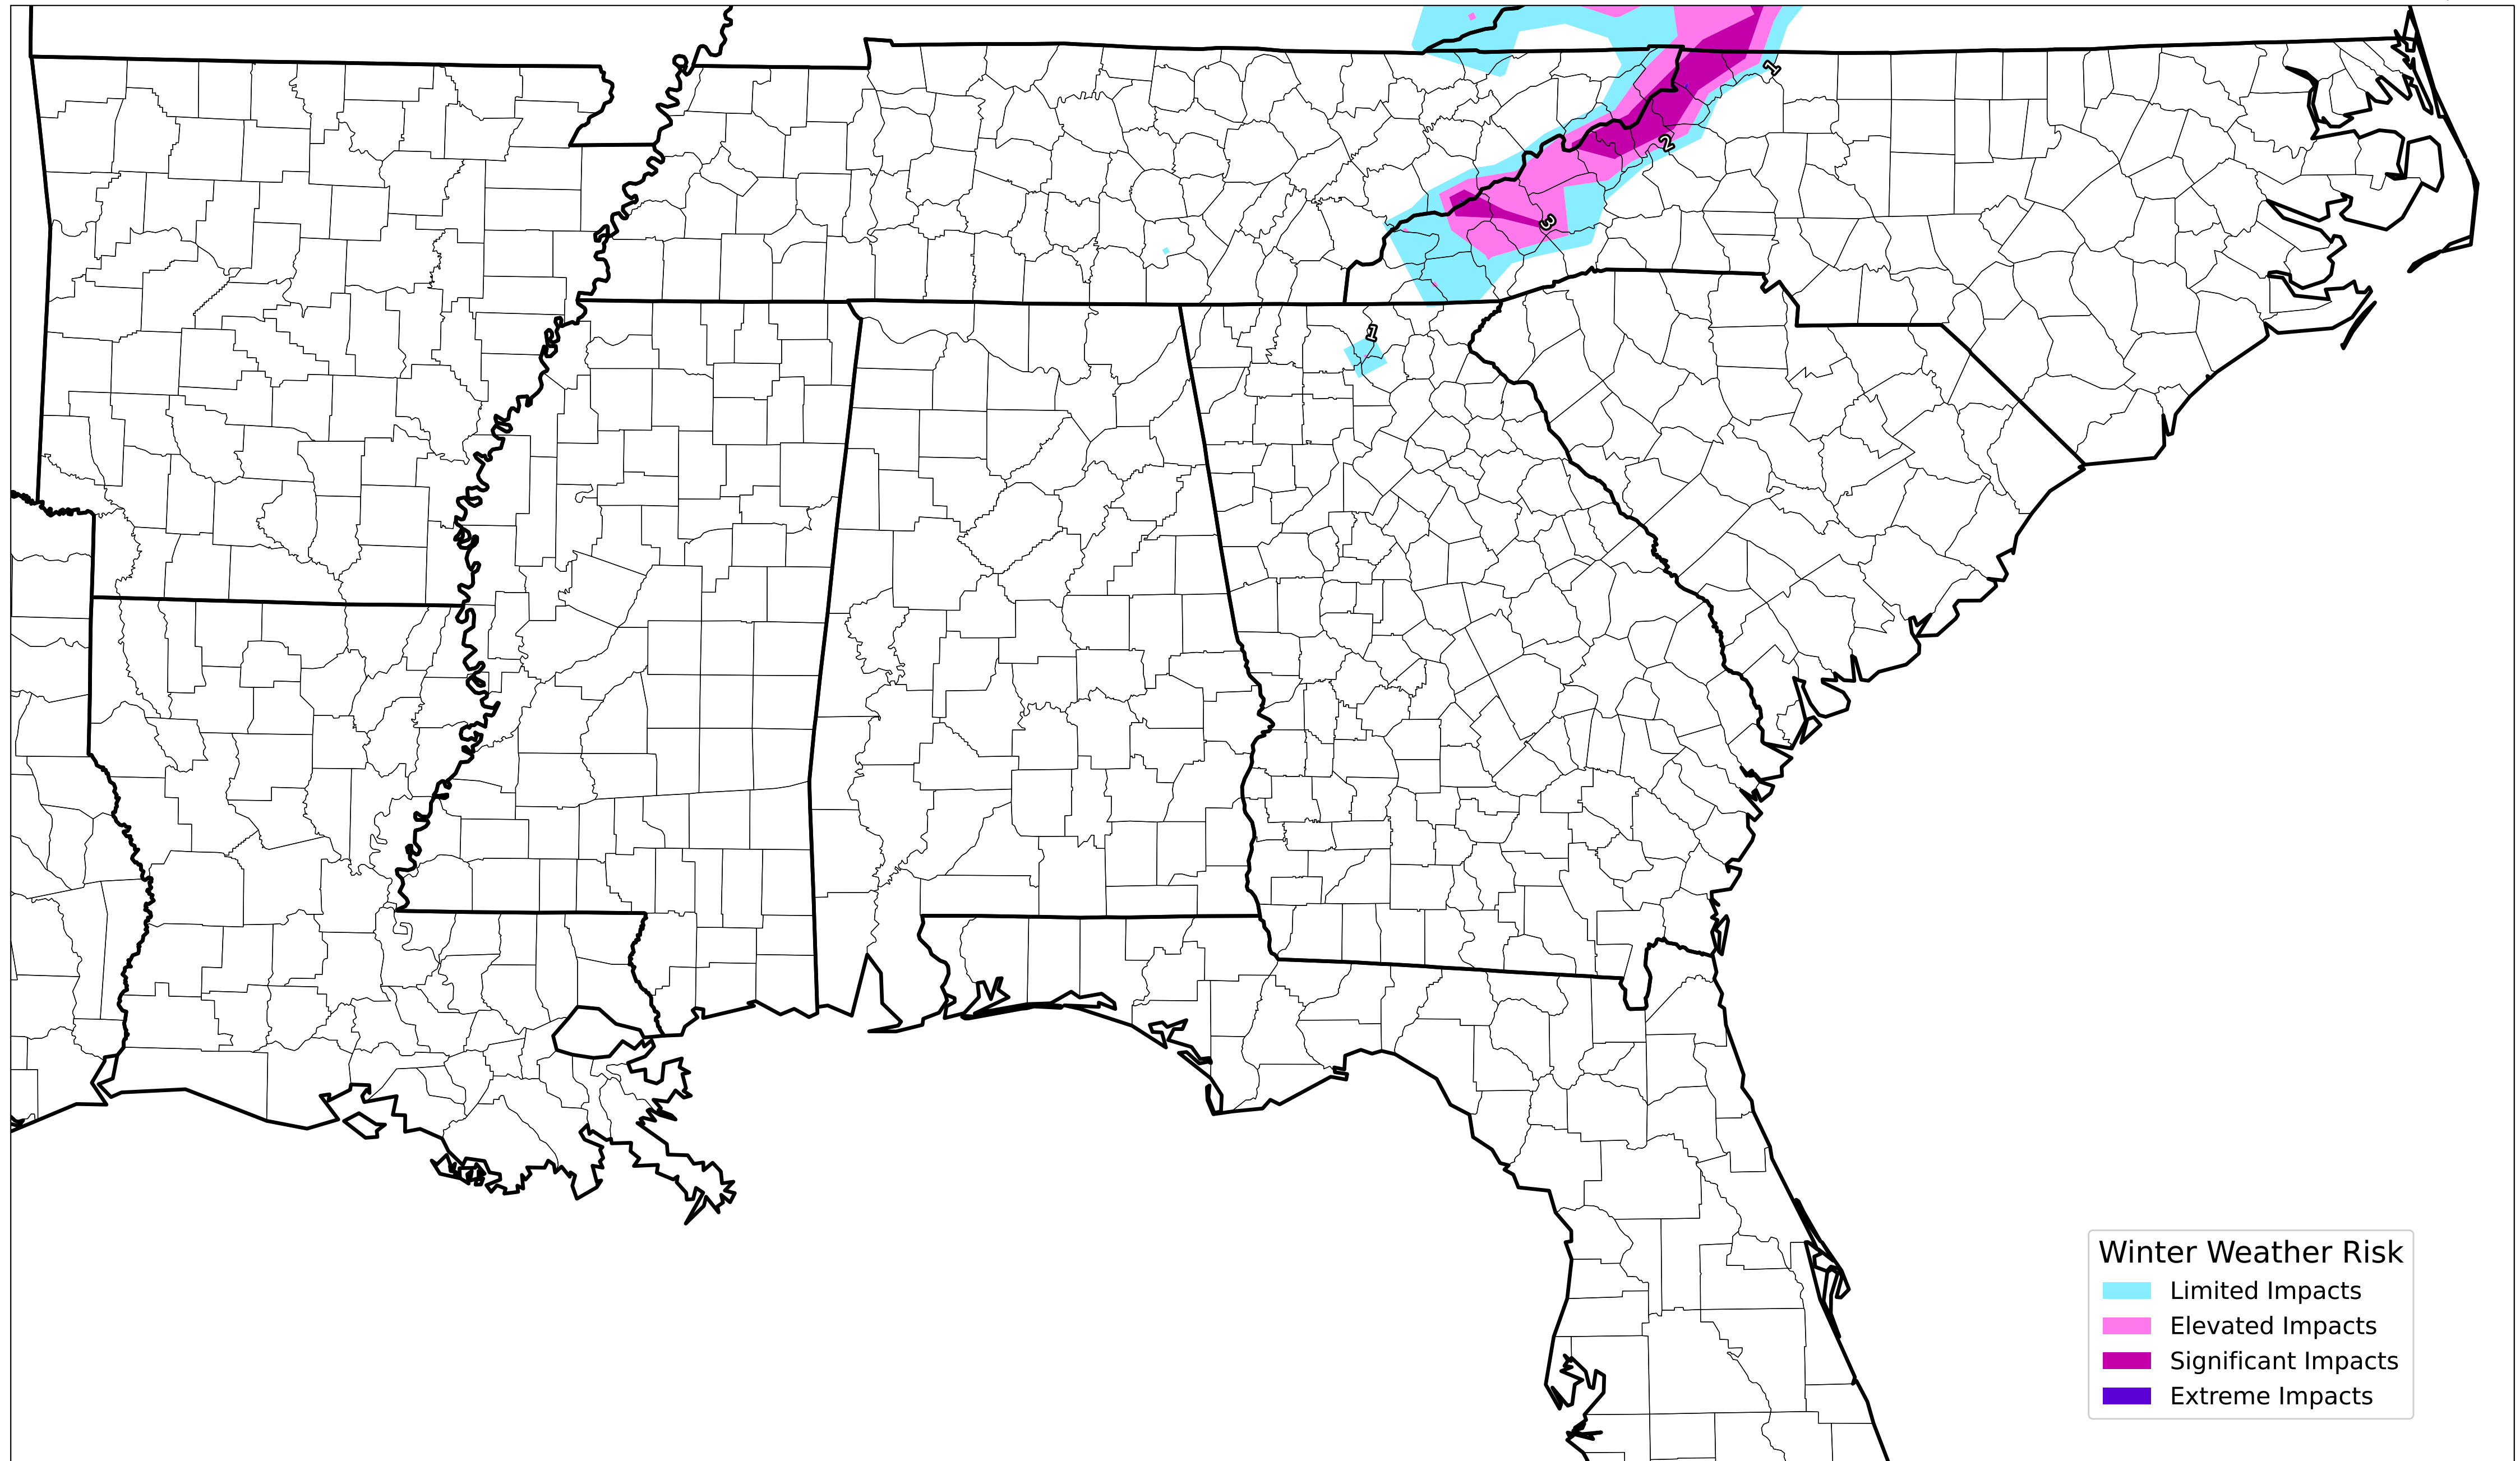 1
2
3
1
Winter Weather Risk
Limited Impacts
Elevated Impacts
Significant Impacts
Extreme Impacts